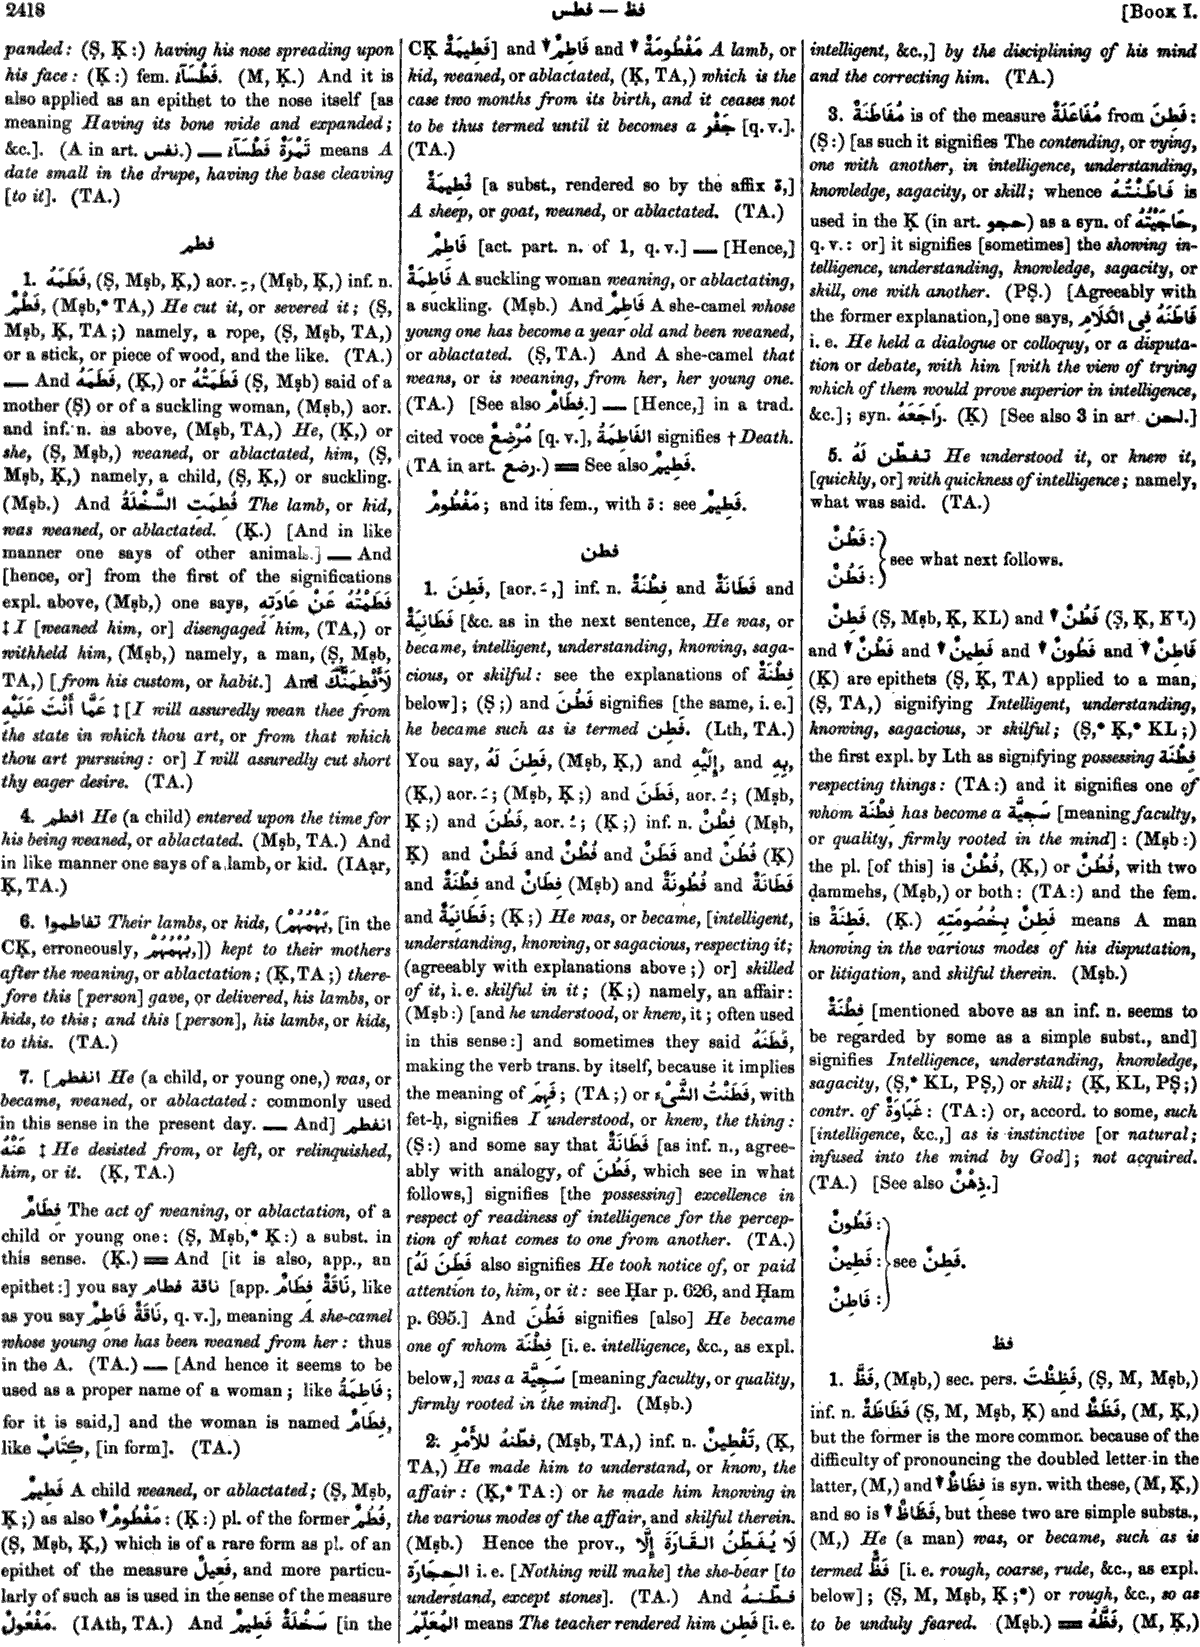 2418
فظ — فطس
[Book I.
panded: (Ṣ, Ḳ:) having his nose spreading upon
his face: (Ḳ:) fem. فَطْسَآءُ. (M, Ḳ.) And it is
also applied as an epithet to the nose itself [as
meaning Having its bone wide and expanded;
&c.]. (A in art. نفس.) — تَمْرَةٌ فَطْسَآءُ means A
date small in the drupe, having the base cleaving
[to it]. (TA.)
فطم
1. فَطَمَهُ, (Ṣ, Mṣb, Ḳ,) aor. ـِ, (Mṣb, Ḳ,) inf. n.
فَطْمٌ, (Mṣb,* TA,) He cut it, or severed it; (Ṣ,
Mṣb, Ḳ, TA;) namely, a rope, (Ṣ, Mṣb, TA,)
or a stick, or piece of wood, and the like. (TA.)
— And فَطَمَهُ, (Ḳ,) or فَطَمَتْهُ (Ṣ, Mṣb) said of a
mother (Ṣ) or of a suckling woman, (Mṣb,) aor.
and inf. n. as above, (Mṣb, TA,) He, (Ḳ,) or
she, (Ṣ, Mṣb,) weaned, or ablactated, him, (Ṣ,
Mṣb, Ḳ,) namely, a child, (Ṣ, Ḳ,) or suckling.
(Mṣb.) And فُطِمَتِ السَّخْلَةُ The lamb, or kid,
was weaned, or ablactated. (Ḳ.) [And in like
manner one says of other animals.] — And
[hence, or] from the first of the significations
expl. above, (Mṣb,) one says, فَطَمْتُهُ عَنْ عَادَتِهِ
‡ I [weaned him, or] disengaged him, (TA,) or
withheld him, (Mṣb,) namely, a man, (Ṣ, Mṣb,
TA,) [from his custom, or habit.] And لَأَفْطِمَنَّكَ
عَمَّا أَنْتَ عَلَيْهِ ‡ [I will assuredly wean thee from
the state in which thou art, or from that which
thou art pursuing: or] I will assuredly cut short
thy eager desire. (TA.)
4. افطم He (a child) entered upon the time for
his being weaned, or ablactated. (Mṣb, TA.) And
in like manner one says of a lamb, or kid. (IAạr,
Ḳ, TA.)
6. تفاطموا Their lambs, or kids, (بَهْمُهُمْ, [in the
CḲ, erroneously, بُهُمُهُمْ,]) kept to their mothers
after the weaning, or ablactation; (Ḳ, TA;) there-
fore this [person] gave, or delivered, his lambs, or
kids, to this; and this [person], his lambs, or kids,
to this. (TA.)
7. [انفطم He (a child, or young one,) was, or
became, weaned, or ablactated: commonly used
in this sense in the present day. — And] انفطم
عَنْهُ ‡ He desisted from, or left, or relinquished,
him, or it. (Ḳ, TA.)
فِطَامٌ The act of weaning, or ablactation, of a
child or young one: (Ṣ, Mṣb,* Ḳ:) a subst. in
this sense. (Ḳ.) = And [it is also, app., an
epithet:] you say ناقة فطام [app. نَاقَةٌ فِطَامٌ, like
as you say نَاقَةٌ فَاطِمٌ, q. v.], meaning A she-camel
whose young one has been weaned from her: thus
in the A. (TA.) — [And hence it seems to be
used as a proper name of a woman; like فَاطِمَةُ;
for it is said,] and the woman is named فِطَامٌ,
like كِتَابٌ, [in form]. (TA.)
فَطِيمٌ A child weaned, or ablactated; (Ṣ, Mṣb,
Ḳ;) as also ▼ مَفْطُومٌ: (Ḳ:) pl. of the former فُطُمٌ,
(Ṣ, Mṣb, Ḳ,) which is of a rare form as pl. of an
epithet of the measure فَعِيلٌ, and more particu-
larly of such as is used in the sense of the measure
مَفْعُولٌ. (IAth, TA.) And سَخْلَةٌ فَطِيمٌ [in the
CḲ فَطِيمَةٌ] and ▼ فَاطِمٌ and ▼ مَفْطُومَةٌ A lamb, or
kid, weaned, or ablactated, (Ḳ, TA,) which is the
case two months from its birth, and it ceases not
to be thus termed until it becomes a جَفْر [q. v.].
(TA.)
فَطِيمَةٌ [a subst., rendered so by the affix ة,]
A sheep, or goat, weaned, or ablactated. (TA.)
فَاطِمٌ [act. part. n. of 1, q. v.] — [Hence,]
فَاطِمَةٌ A suckling woman weaning, or ablactating,
a suckling. (Mṣb.) And فَاطِمٌ A she-camel whose
young one has become a year old and been weaned,
or ablactated. (Ṣ, TA.) And A she-camel that
weans, or is weaning, from her, her young one.
(TA.) [See also فِطَامٌ.] — [Hence,] in a trad.
cited voce مُرْضِعٌ [q. v.], الفَاطِمَةُ signifies † Death.
(TA in art. رضع.) = See also فَطِيمٌ.
مَفْطُومٌ; and its fem., with ة: see فَطِيمٌ.
فطن
1. فَطِنَ, [aor. ـَ,] inf. n. فِطْنَةٌ and فَطَانَةٌ and
فَطَانِيَةٌ [&c. as in the next sentence, He was, or
became, intelligent, understanding, knowing, saga-
cious, or skilful: see the explanations of فِطْنَةٌ
below]; (Ṣ;) and فَطُنَ signifies [the same, i. e.]
he became such as is termed فَطِن. (Lth, TA.)
You say, فَطِنَ لَهُ, (Mṣb, Ḳ,) and إِلَيْهِ, and بِهِ,
(Ḳ,) aor. ـَ; (Mṣb, Ḳ;) and فَطَنَ, aor. ـُ; (Mṣb,
Ḳ;) and فَطُنَ, aor. ـُ; (Ḳ;) inf. n. فِطْنٌ (Mṣb,
Ḳ) and فَطْنٌ and فُطْنٌ and فَطَنٌ and فُطُنٌ (Ḳ)
and فِطْنَةٌ and فِطَانٌ (Mṣb) and فُطُونَةٌ and فَطَانَةٌ
and فَطَانِيَةٌ; (Ḳ;) He was, or became, [intelligent,
understanding, knowing, or sagacious, respecting it;
(agreeably with explanations above;) or] skilled
of it, i. e. skilful in it; (Ḳ;) namely, an affair:
(Mṣb:) [and he understood, or knew, it; often used
in this sense:] and sometimes they said فَطَنَهُ,
making the verb trans. by itself, because it implies
the meaning of فَهِمَ; (TA;) or فَطَنْتُ الشَّىْءَ, with
fet-ḥ, signifies I understood, or knew, the thing:
(Ṣ:) and some say that فَطَانَةٌ [as inf. n., agree-
ably with analogy, of فَطُنَ, which see in what
follows,] signifies [the possessing] excellence in
respect of readiness of intelligence for the percep-
tion of what comes to one from another. (TA.)
[فَطَنَ لَهُ also signifies He took notice of, or paid
attention to, him, or it: see Ḥar p. 626, and Ḥam
p. 695.] And فَطُنَ signifies [also] He became
one of whom فِطْنَة [i. e. intelligence, &c., as expl.
below,] was a سَجِيَّة [meaning faculty, or quality,
firmly rooted in the mind]. (Mṣb.)
2. فطّنهُ للأَمْرِ, (Mṣb, TA,) inf. n. تَفْطِينٌ, (Ḳ,
TA,) He made him to understand, or know, the
affair: (Ḳ,* TA:) or he made him knowing in
the various modes of the affair, and skilful therein.
(Mṣb.) Hence the prov., لَا يُفَطِّنُ القَارَةَ إِلَّا
الحِجَارَة i. e. [Nothing will make] the she-bear [to
understand, except stones]. (TA.) And فطّنهُ
المُعَلِّمُ means The teacher rendered him فَطِن [i. e.
intelligent, &c.,] by the disciplining of his mind
and the correcting him. (TA.)
3. مُفَاطَنَةٌ is of the measure مُفَاعَلَةٌ from فَطِنَ:
(Ṣ:) [as such it signifies The contending, or vying,
one with another, in intelligence, understanding,
knowledge, sagacity, or skill; whence فَاطَنْتُهُ is
used in the Ḳ (in art. حجو) as a syn. of حَاجَيْتُهُ,
q. v.: or] it signifies [sometimes] the showing in-
telligence, understanding, knowledge, sagacity, or
skill, one with another. (PṢ.) [Agreeably with
the former explanation,] one says, فَاطَنَهُ فِى الكَلَامِ
i. e. He held a dialogue or colloquy, or a disputa-
tion or debate, with him [with the view of trying
which of them would prove superior in intelligence,
&c.]; syn. رَاجَعَهُ. (Ḳ) [See also 3 in art. لحن.]
5. تفطّن لَهُ He understood it, or knew it,
[quickly, or] with quickness of intelligence; namely,
what was said. (TA.)
فَطْنٌ:
see what next follows.
فَطُنٌ:
فَطِنٌ (Ṣ, Mṣb, Ḳ, KL) and ▼ فَطُنٌ (Ṣ, Ḳ, KL)
and ▼ فَطْنٌ and ▼ فَطِينٌ and ▼ فَطُونٌ and ▼ فَاطِنٌ
(Ḳ) are epithets (Ṣ, Ḳ, TA) applied to a man,
(Ṣ, TA,) signifying Intelligent, understanding,
knowing, sagacious, or skilful; (Ṣ,* Ḳ,* KL;)
the first expl. by Lth as signifying possessing فِطْنَة
respecting things: (TA:) and it signifies one of
whom فِطْنَة has become a سَجِيَّة [meaning faculty,
or quality, firmly rooted in the mind]: (Mṣb:)
the pl. [of this] is فُطْنٌ, (Ḳ,) or فُطُنٌ, with two
ḍammehs, (Mṣb,) or both: (TA:) and the fem.
is فَطِنَةٌ. (Ḳ.) فَطِنٌ بِخُصُومَتِهِ means A man
knowing in the various modes of his disputation,
or litigation, and skilful therein. (Mṣb.)
فِطْنَةٌ [mentioned above as an inf. n. seems to
be regarded by some as a simple subst., and]
signifies Intelligence, understanding, knowledge,
sagacity, (Ṣ,* KL, PṢ,) or skill; (Ḳ, KL, PṢ;)
contr. of غَبَاوَةٌ: (TA:) or, accord. to some, such
[intelligence, &c.,] as is instinctive [or natural;
infused into the mind by God]; not acquired.
(TA.) [See also ذِهْنٌ.]
فَطُونٌ:
فَطِينٌ: see فَطِنٌ.
فَاطِنٌ:
فظ
1. فَظَّ, (Mṣb,) sec. pers. فَظِظْتَ, (Ṣ, M, Mṣb,)
inf. n. فَظَاظَةٌ (Ṣ, M, Mṣb, Ḳ) and فَظَظٌ, (M, Ḳ,)
but the former is the more common because of the
difficulty of pronouncing the doubled letter in the
latter, (M,) and ▼ فِظَاظٌ is syn. with these, (M, Ḳ,)
and so is ▼ فَظَاظٌ, but these two are simple substs.,
(M,) He (a man) was, or became, such as is
termed فَظّ [i. e. rough, coarse, rude, &c., as expl.
below]; (Ṣ, M, Mṣb, Ḳ;*) or rough, &c., so as
to be unduly feared. (Mṣb.) = فَظَّهُ, (M, Ḳ,)